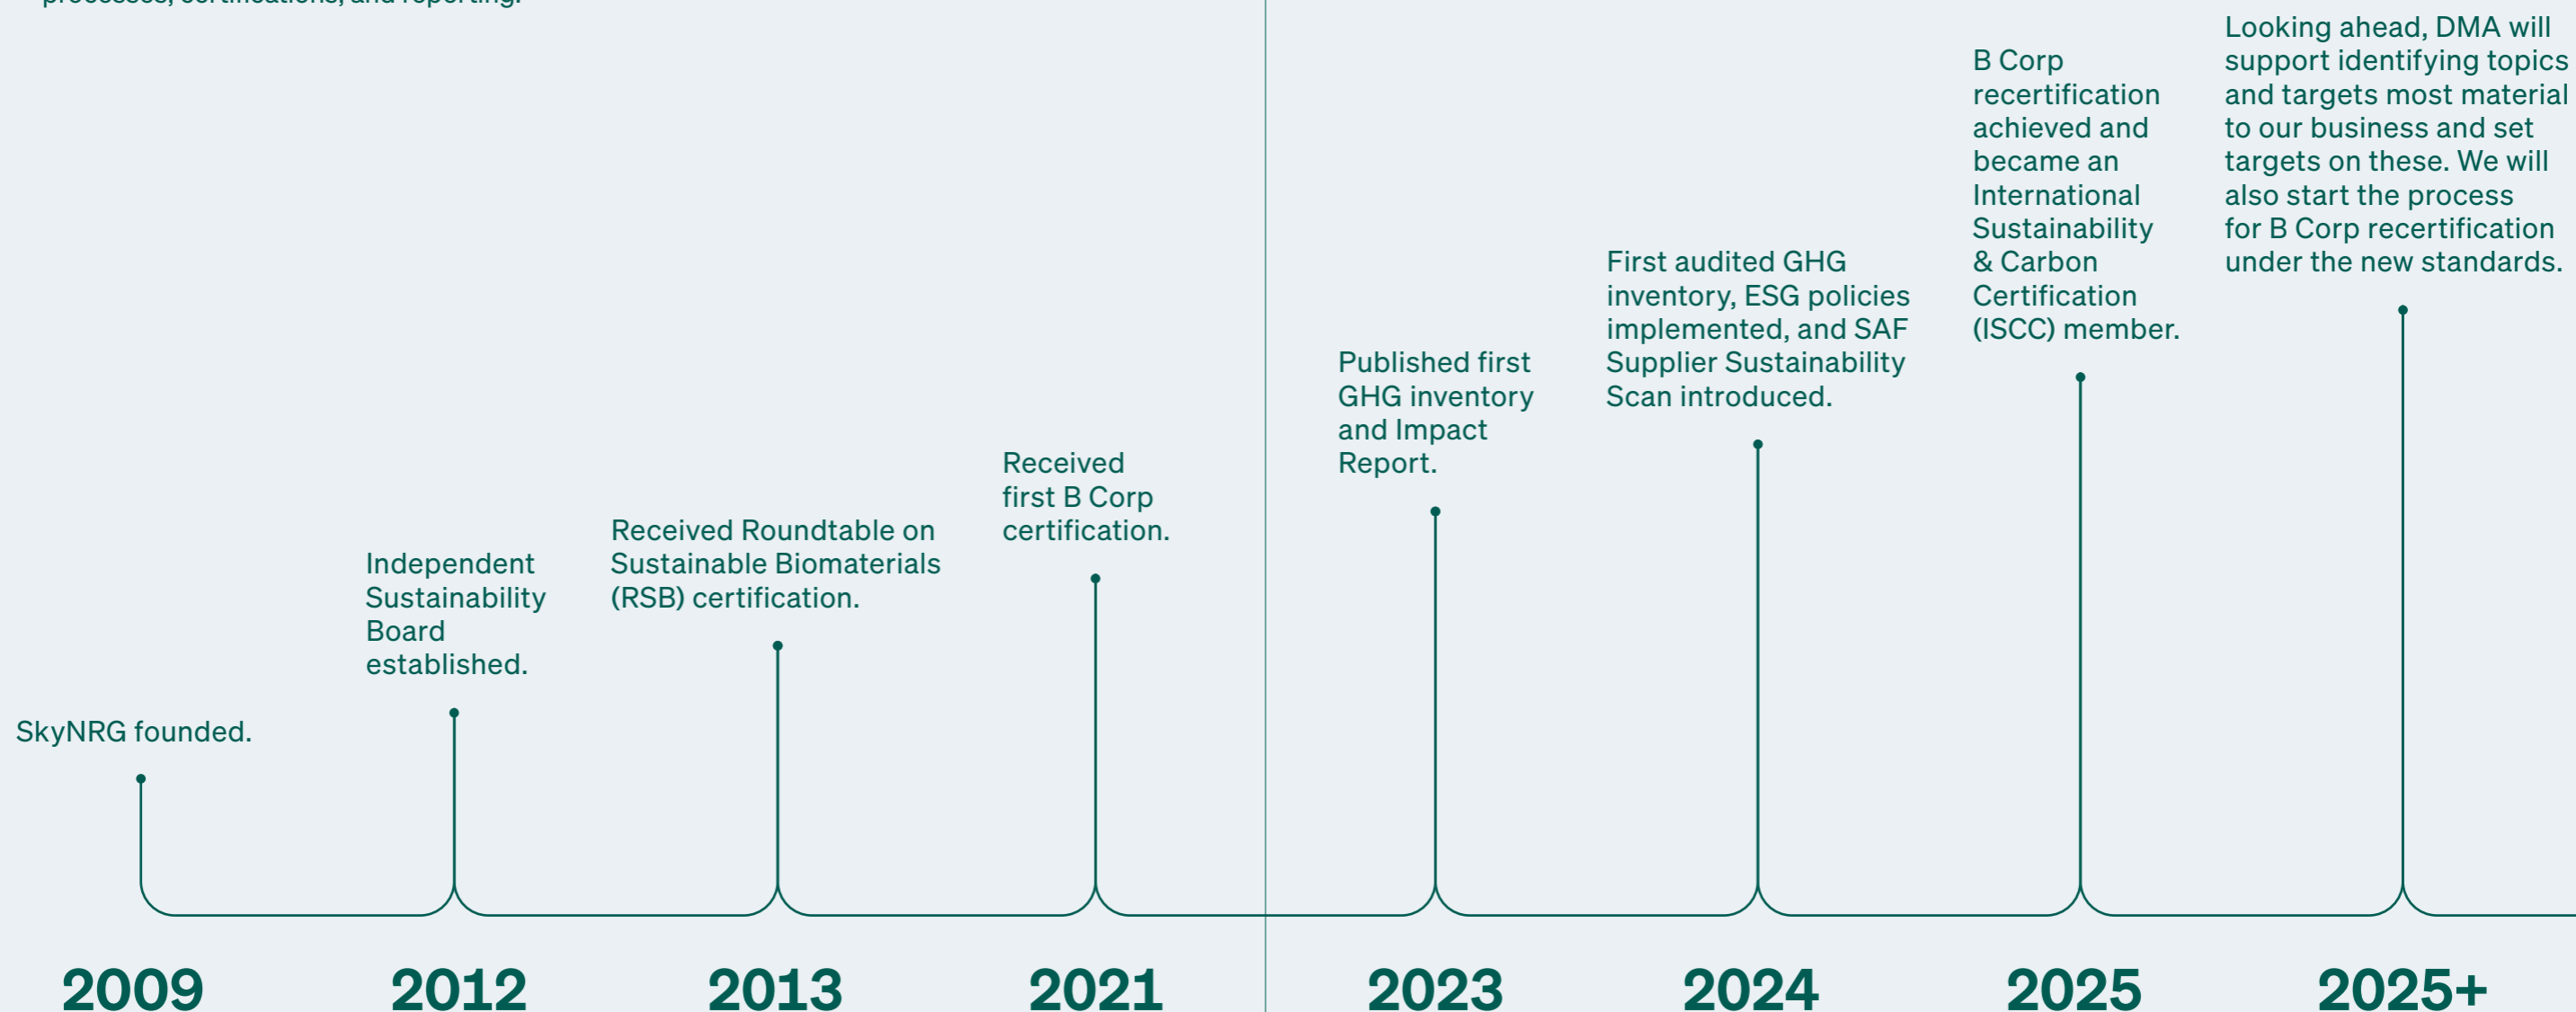 processes, certifications, and reporting.
SkyNRG founded.
Independent
Sustainability
Board
established.
Received Roundtable on
Sustainable Biomaterials
(RSB) certification.
Received
first B Corp
certification.
Published first
GHG inventory
and Impact
Report.
First audited GHG
inventory, ESG policies
implemented, and SAF
Supplier Sustainability
Scan introduced.
B Corp
recertification
achieved and
became an
International
Sustainability
& Carbon
Certification
(ISCC) member.
Looking ahead, DMA will
support identifying topics
and targets most material
to our business and set
targets on these. We will
also start the process
for B Corp recertification
under the new standards.
2009
2012
2013
2021
2023
2024
2025
2025+